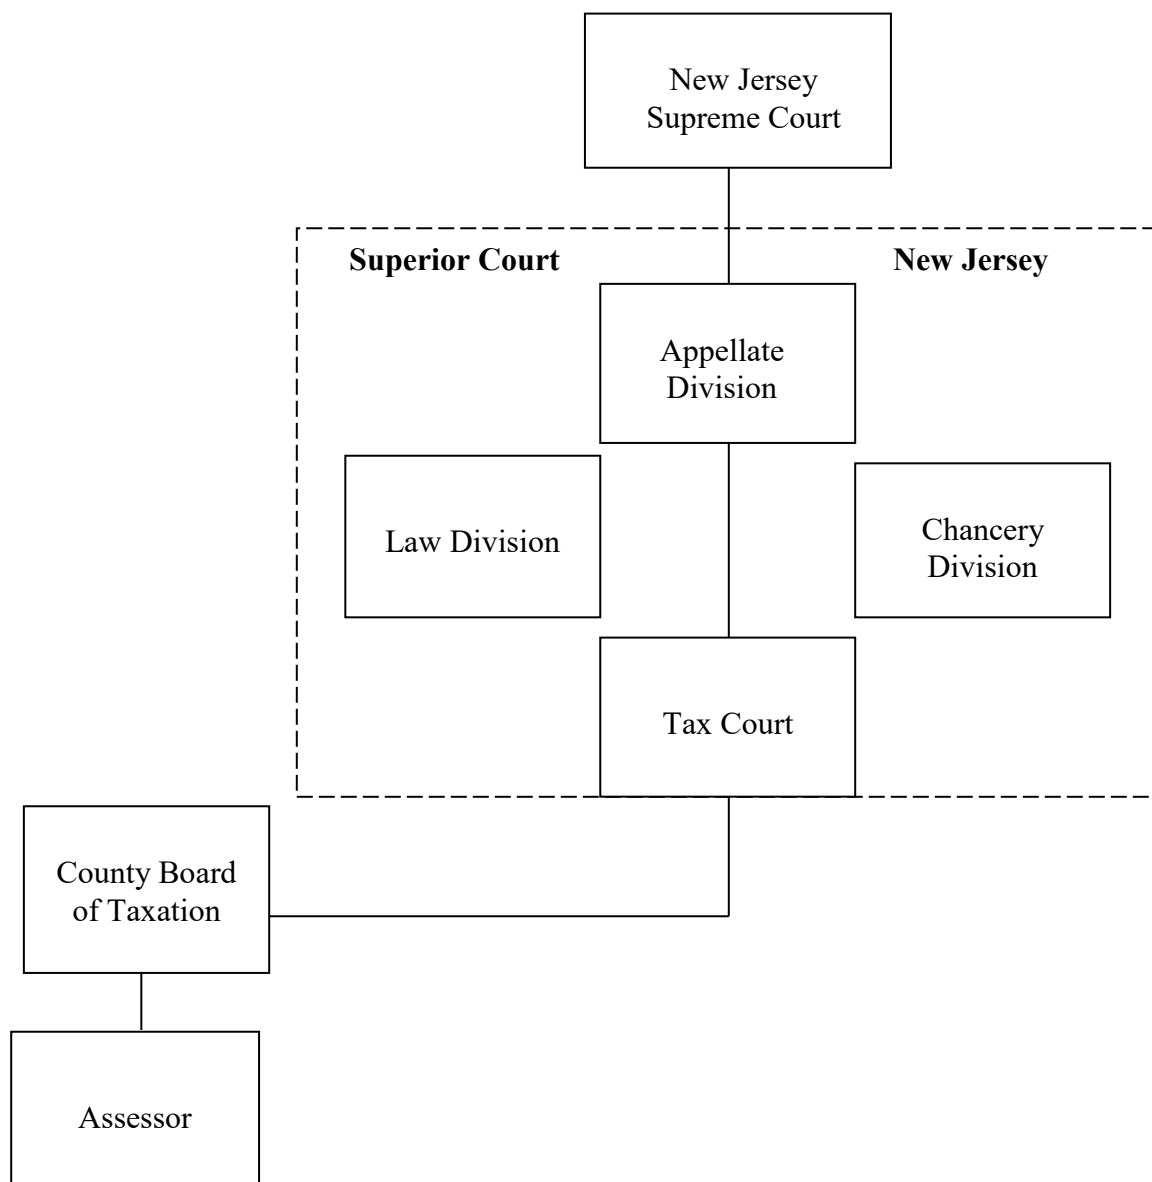 New Jersey
Supreme Court
Superior Court
New Jersey
Appellate
Division
Law Division
Chancery
Division
Tax Court
County Board
of Taxation
Assessor